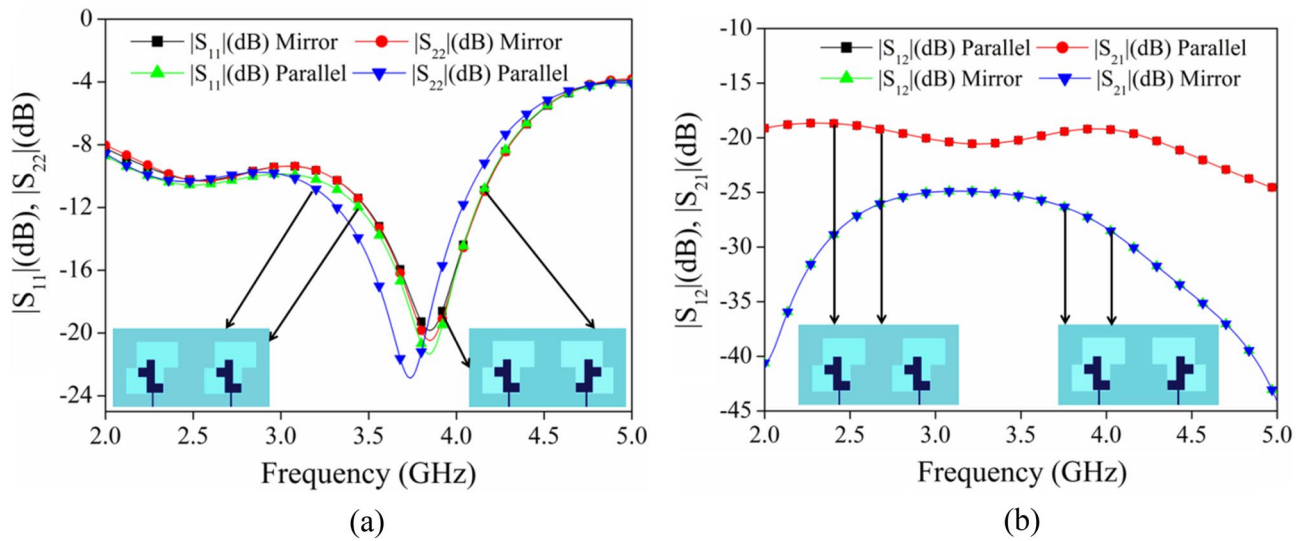 |S11|(dB), |S22|(dB)
0
-4
-8
-12
-16
-20
-24
|S11|(dB) Mirror
|S22|(dB) Mirror
|S11|(dB) Parallel
|S22|(dB) Parallel
2.0 2.5 3.0 3.5 4.0 4.5 5.0
Frequency (GHz)
(a)
|S12|(dB), |S21|(dB)
-10
-15
-20
-25
-30
-35
-40
-45
|S12|(dB) Parallel
|S21|(dB) Parallel
|S12|(dB) Mirror
|S21|(dB) Mirror
2.0 2.5 3.0 3.5 4.0 4.5 5.0
Frequency (GHz)
(b)